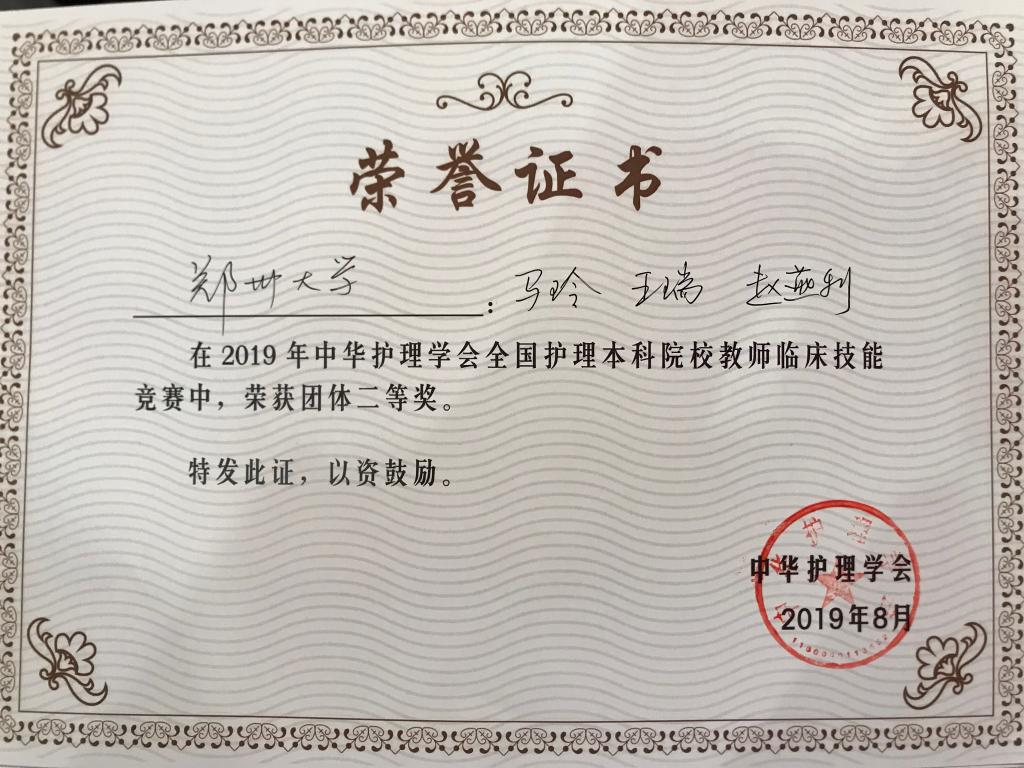 荣誉证书
郑州大学：马玲 王瑞 赵燕利
在2019年中华护理学会全国护理本科院校教师临床技能
竞赛中，荣获团体二等奖。
特发此证，以资鼓励。
中华护理学会
2019年8月